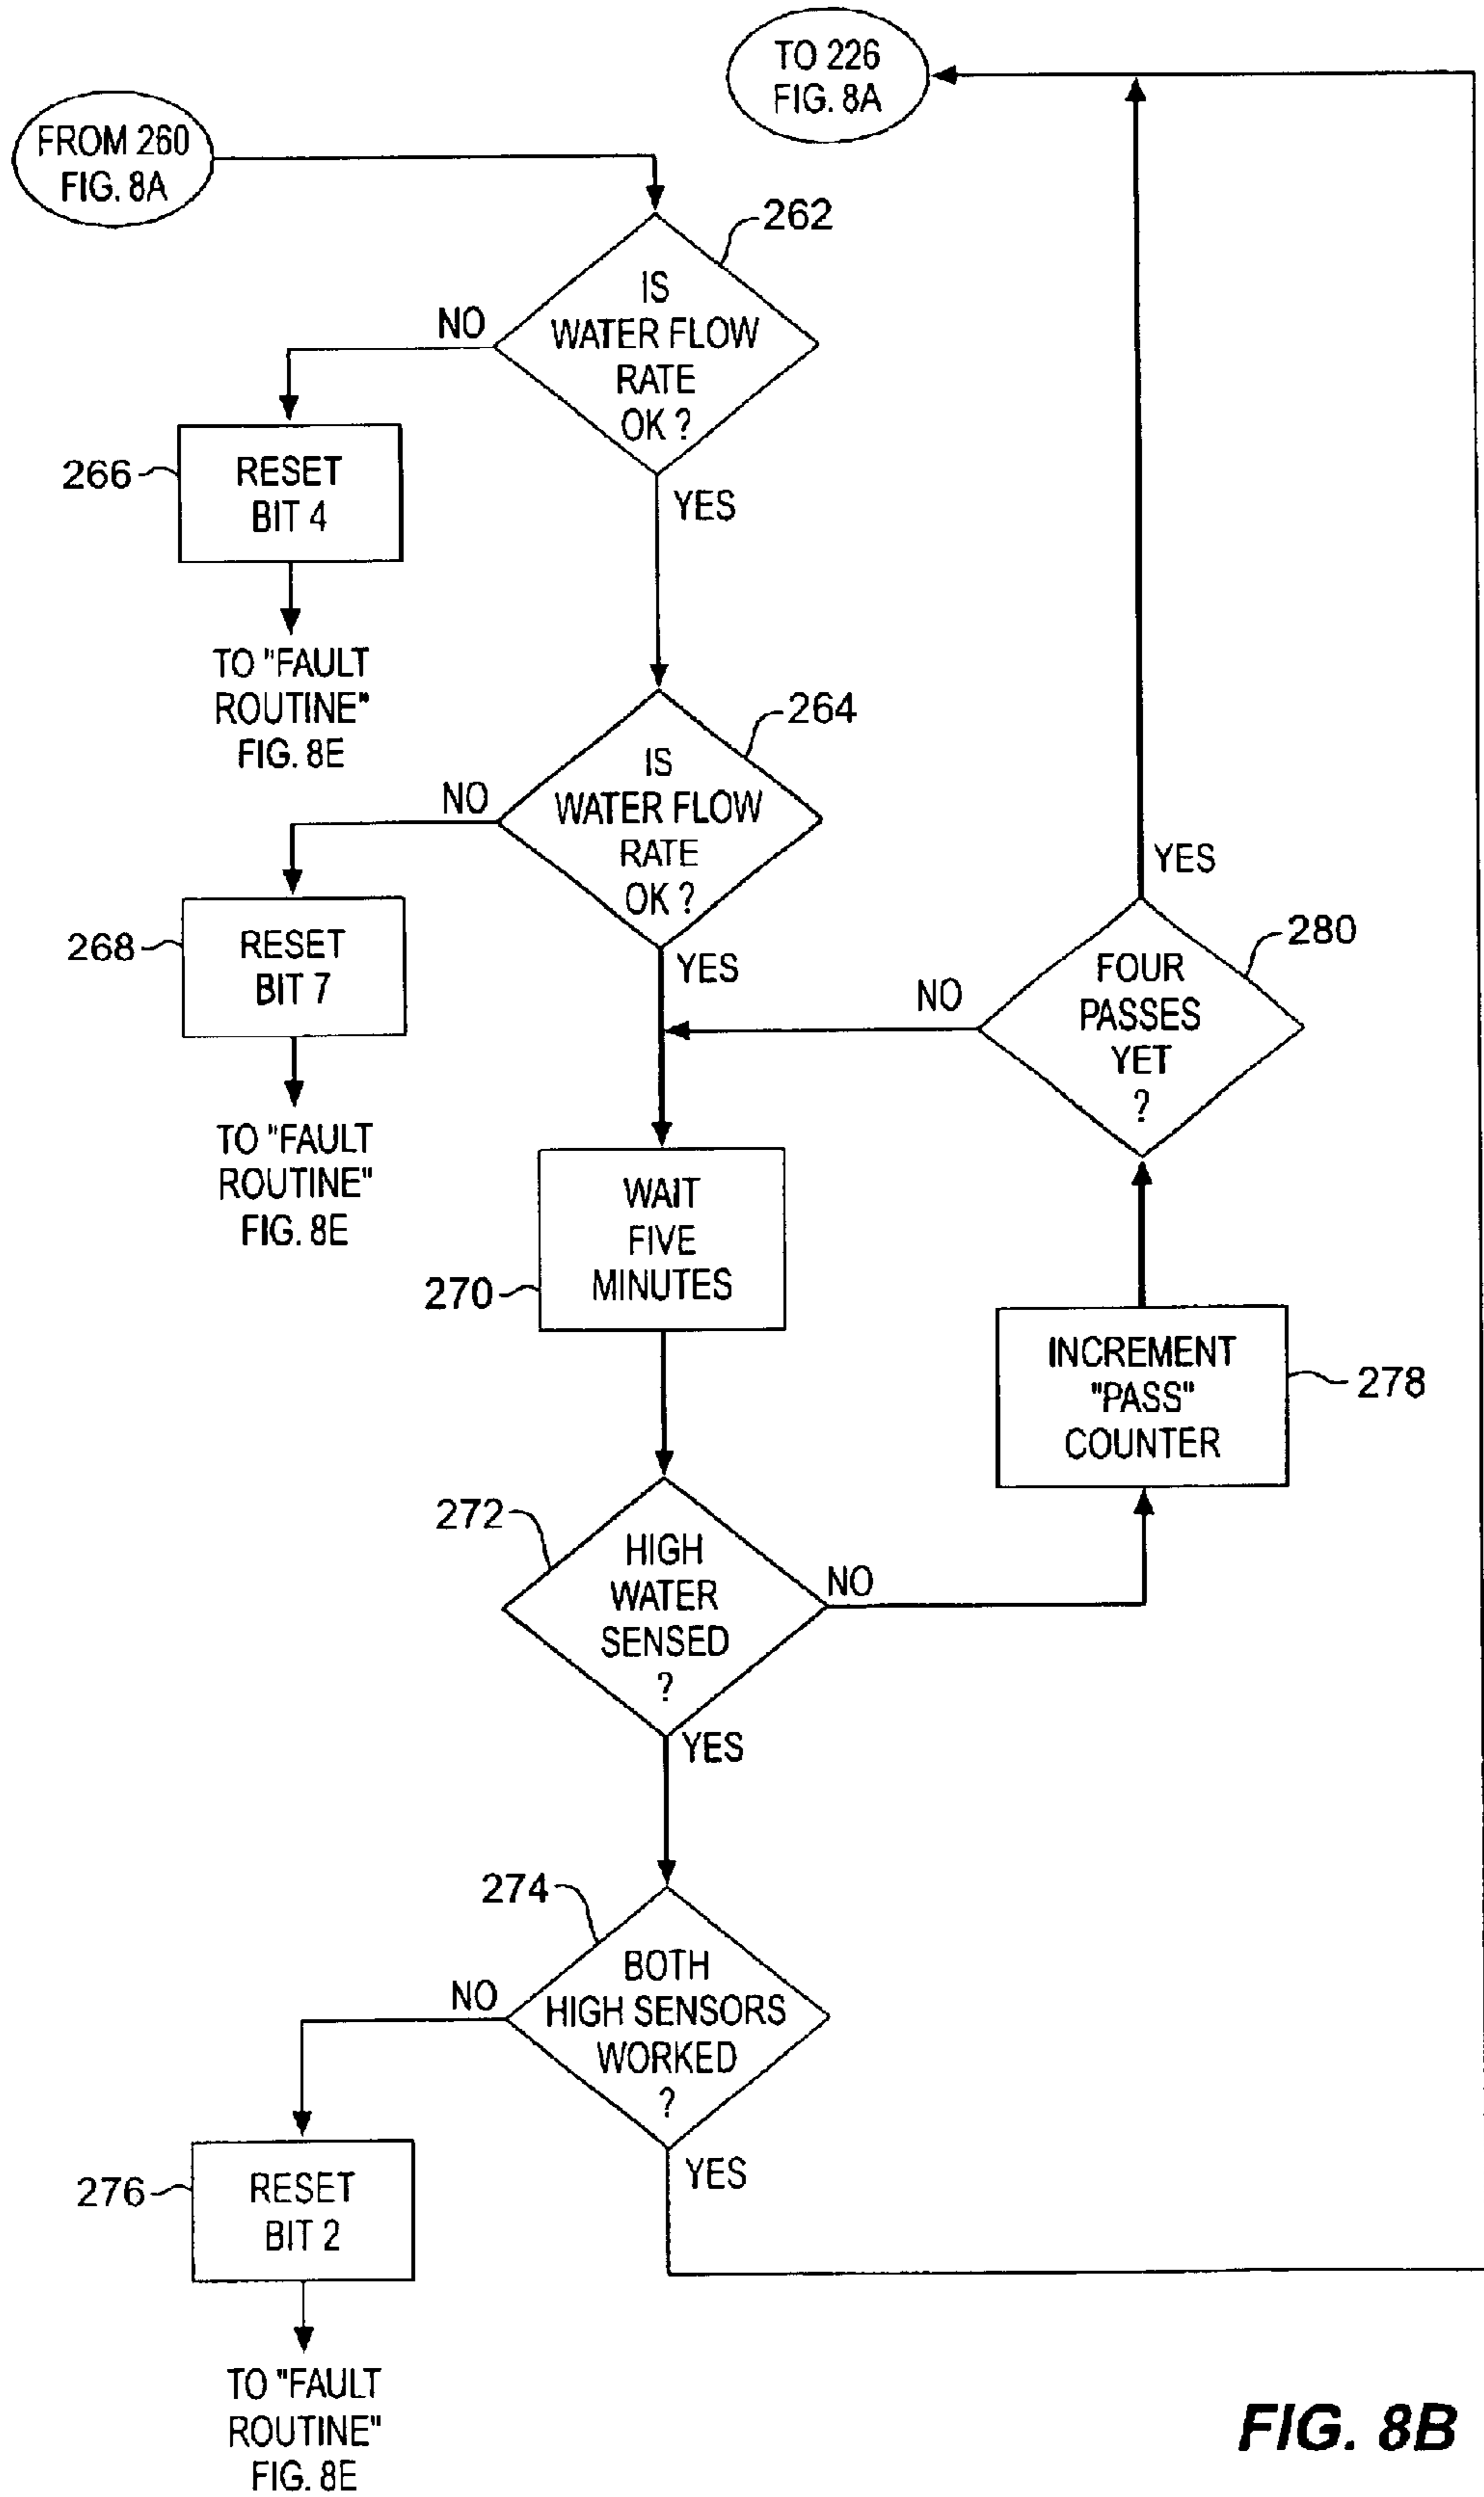 TO 226
FIG. 8A
FROM 260
FIG. 8A
262
IS
WATER FLOW
RATE
OK ?
NO
YES
266
RESET
BIT 4
TO "FAULT
ROUTINE"
FIG. 8E
264
IS
WATER FLOW
RATE
OK ?
NO
YES
268
RESET
BIT 7
TO "FAULT
ROUTINE"
FIG. 8E
YES
280
FOUR
PASSES
YET
?
NO
WAIT
FIVE
MINUTES
270
INCREMENT
"PASS"
COUNTER
278
272
HIGH
WATER
SENSED
?
NO
YES
274
BOTH
HIGH SENSORS
WORKED
?
NO
YES
276
RESET
BIT 2
TO "FAULT
ROUTINE"
FIG. 8E
FIG. 8B